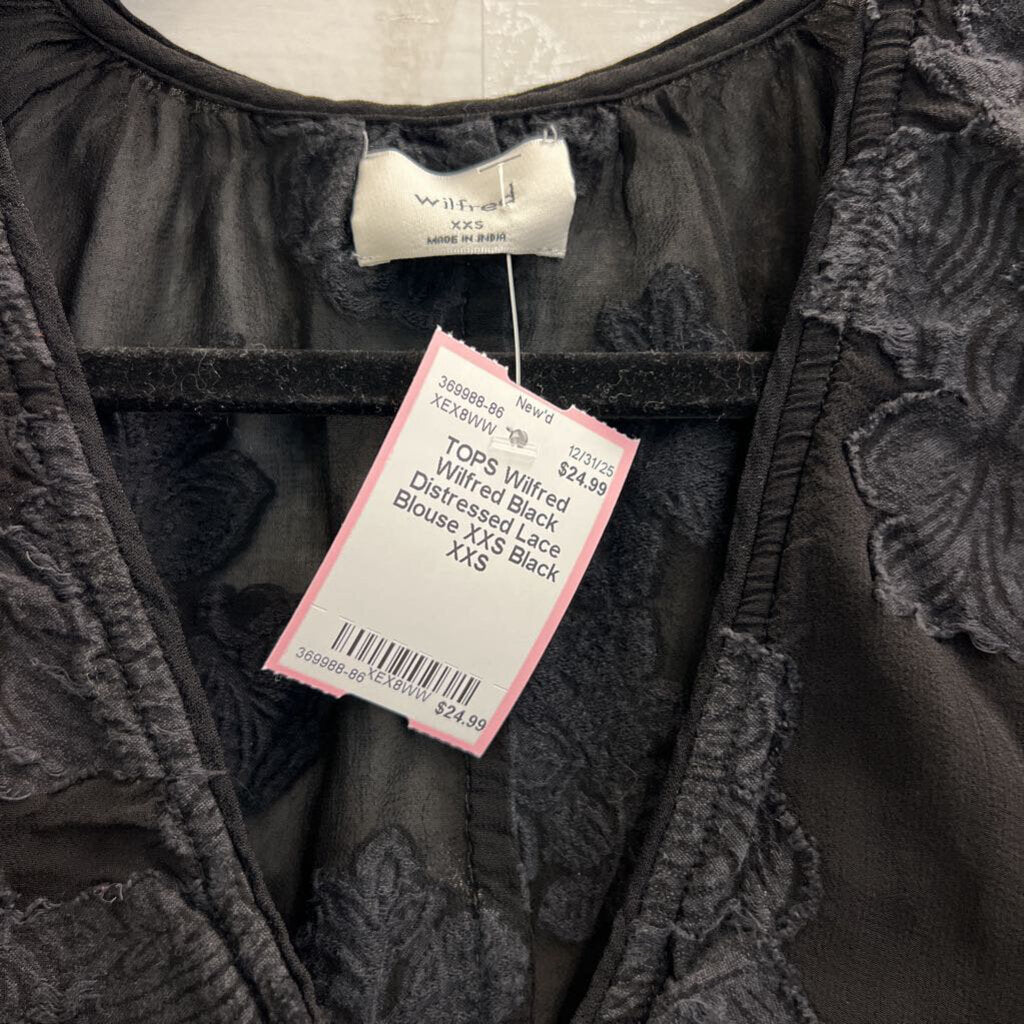 Wilfred
XXS
MADE IN INDIA
369988-86 New'd 12/31/25
XEX8WW $24.99
TOPS Wilfred
Wilfred Black
Distressed Lace
Blouse XXS Black
XXS
369988-86 XEX8WW $24.99